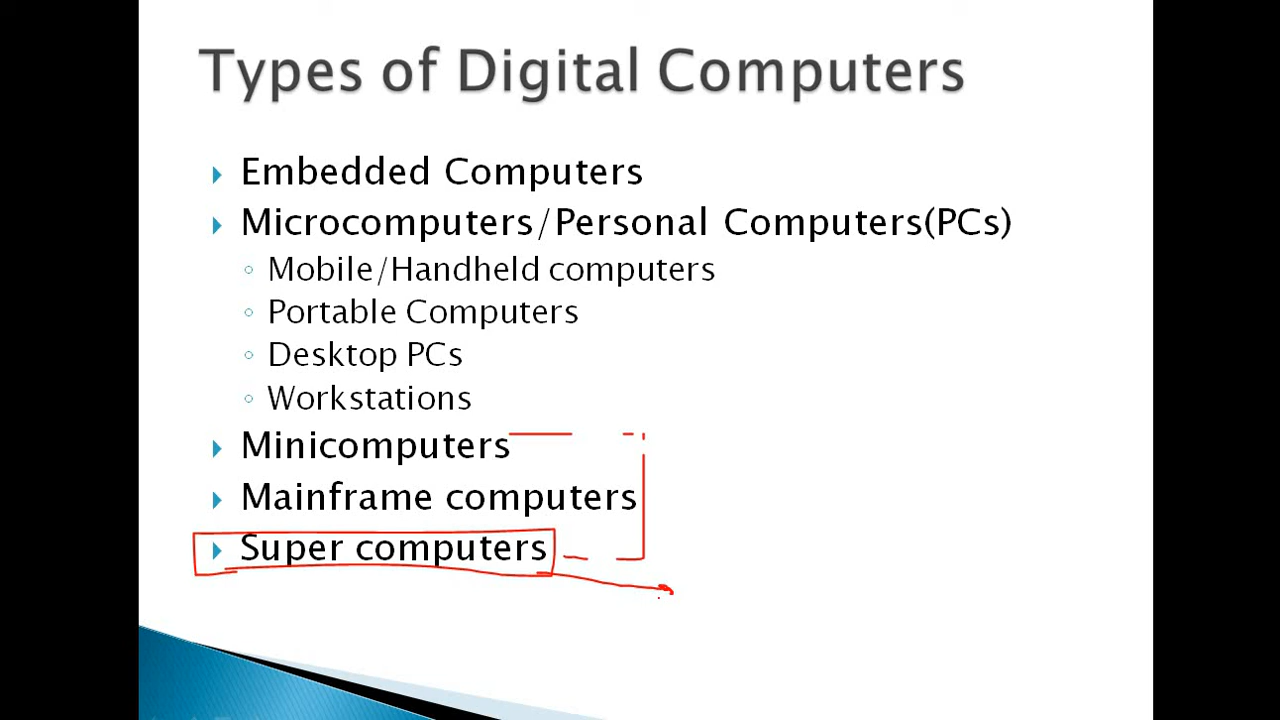 Types of Digital Computers
Embedded Computers
Microcomputers/Personal Computers(PCs)
Mobile/Handheld computers
Portable Computers
Desktop PCs
Workstations
Minicomputers
Mainframe computers
Super computers